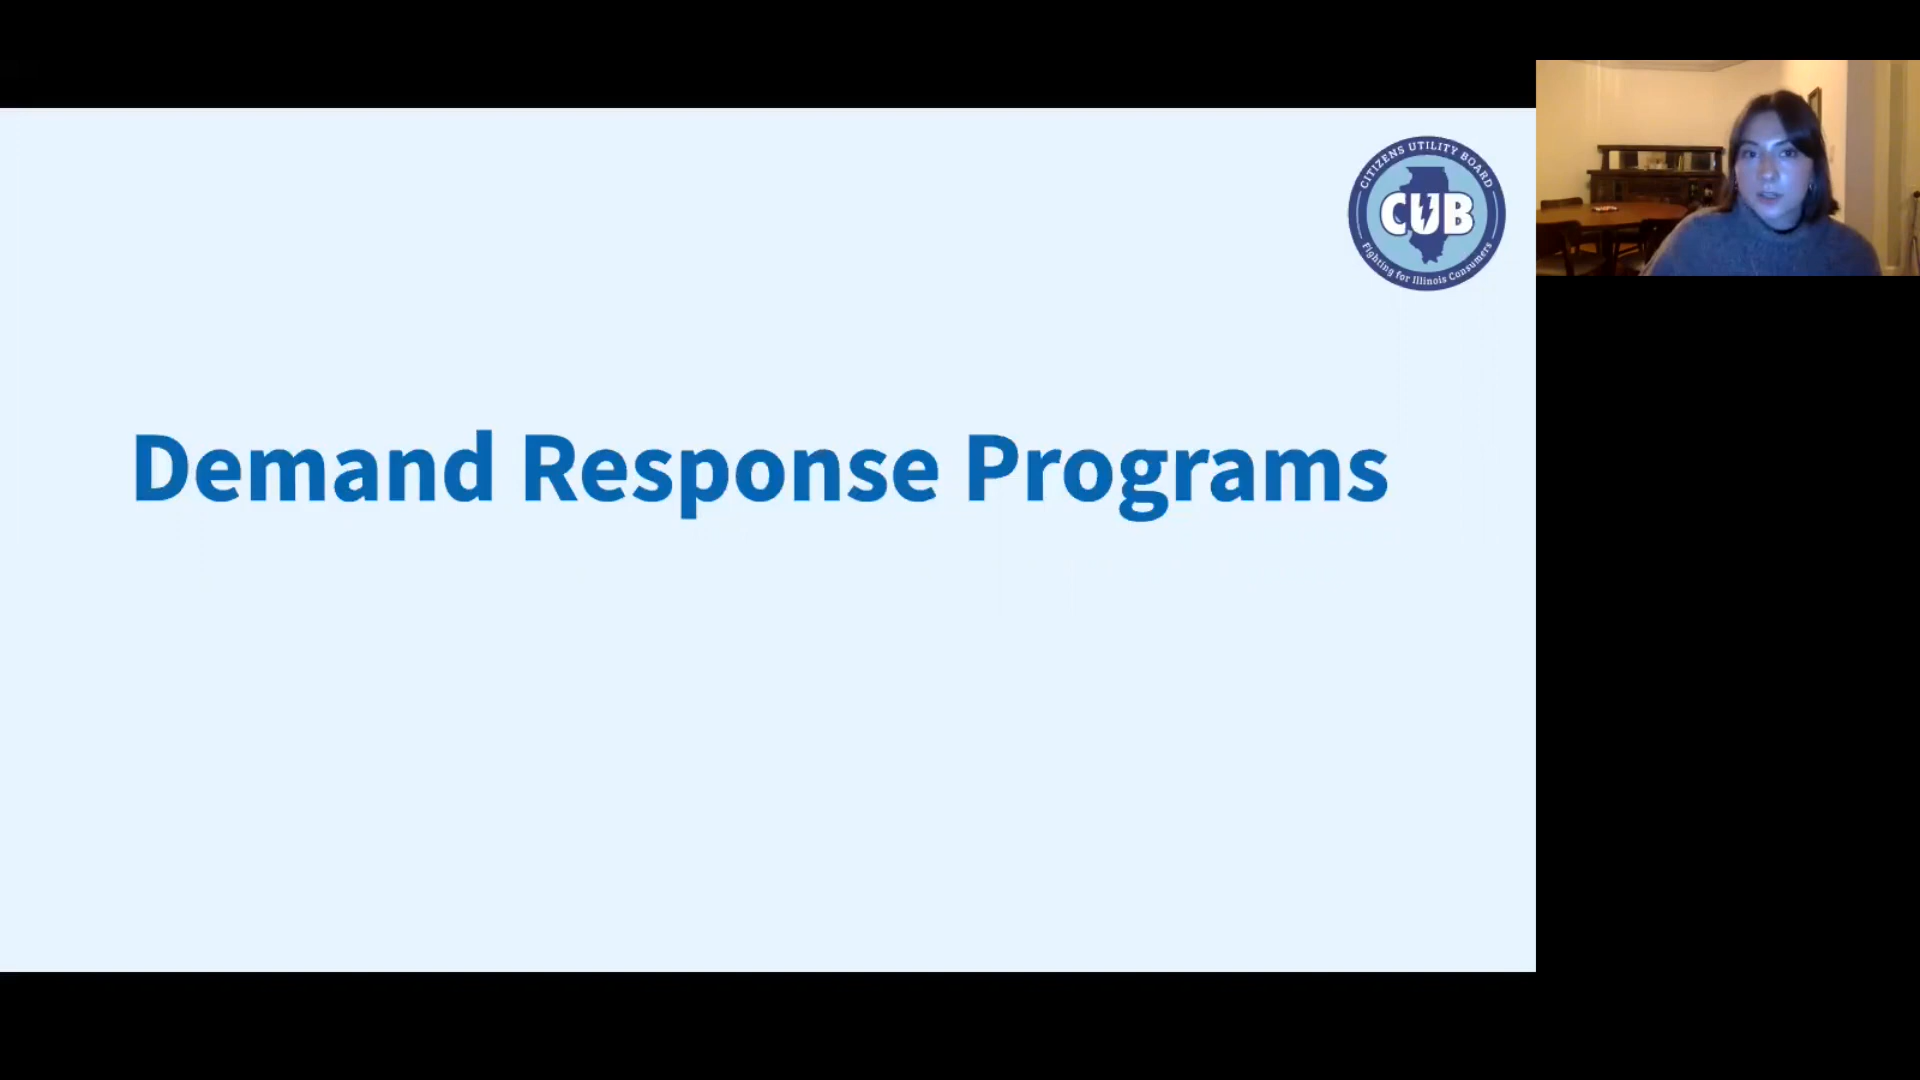 CITIZENS UTILITY BOARD
CUB
Fighting for Illinois Consumers
Demand Response Programs